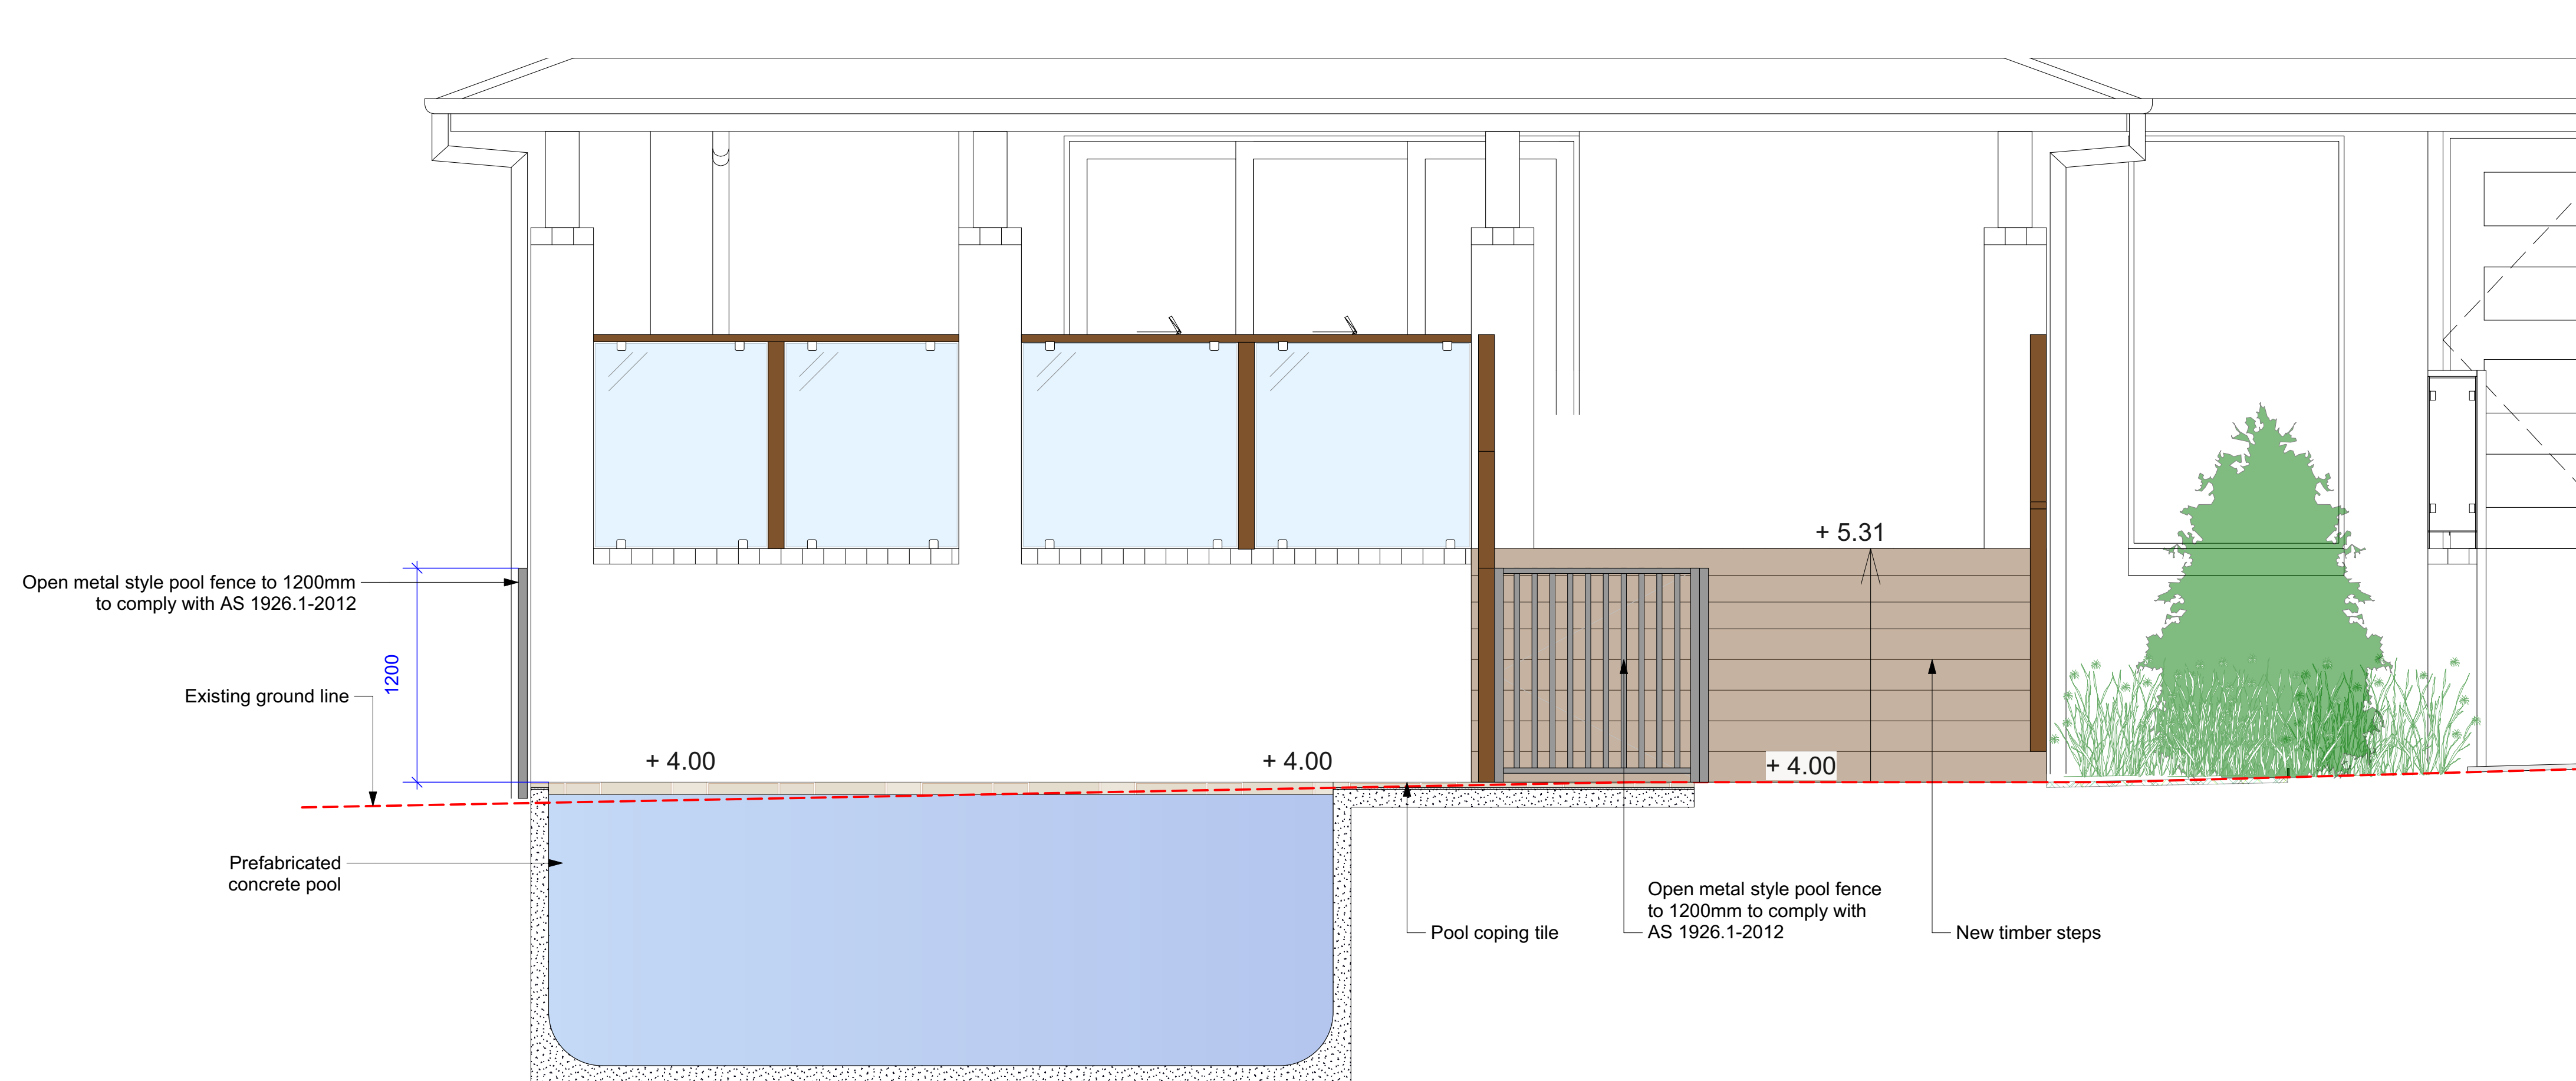 + 5.31
Open metal style pool fence to 1200mm
to comply with AS 1926.1-2012
1200
Existing ground line
+ 4.00
+ 4.00
+ 4.00
Prefabricated
concrete pool
Pool coping tile
Open metal style pool fence
to 1200mm to comply with
AS 1926.1-2012
New timber steps